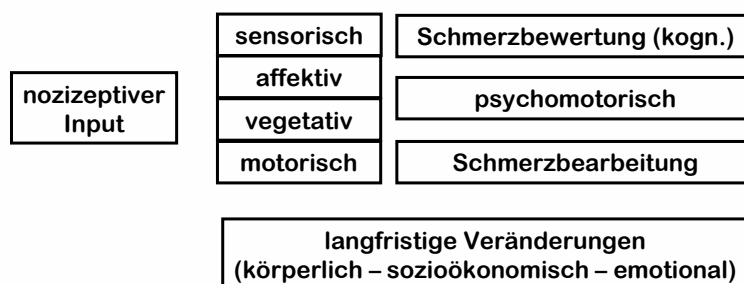 nozizeptiver
Input
sensorisch
affektiv
vegetativ
motorisch
Schmerzbewertung (kogn.)
psychomotorisch
Schmerzbearbeitung
langfristige Veränderungen
(körperlich – sozioökonomisch – emotional)